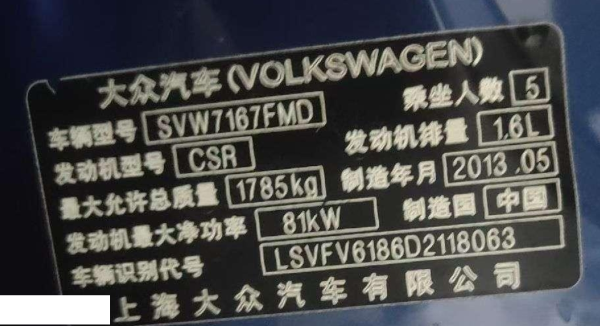 大众汽车(VOLKSWAGEN)
车辆型号 SVW7167FMD 乘坐人数 5
发动机型号 CSR 发动机排量 1.6L
最大允许总质量 1785kg 制造年月 2013.05
发动机最大净功率 81kW 制造国 中国
车辆识别代号 LSVFV6186D2118063
上海大众汽车有限公司